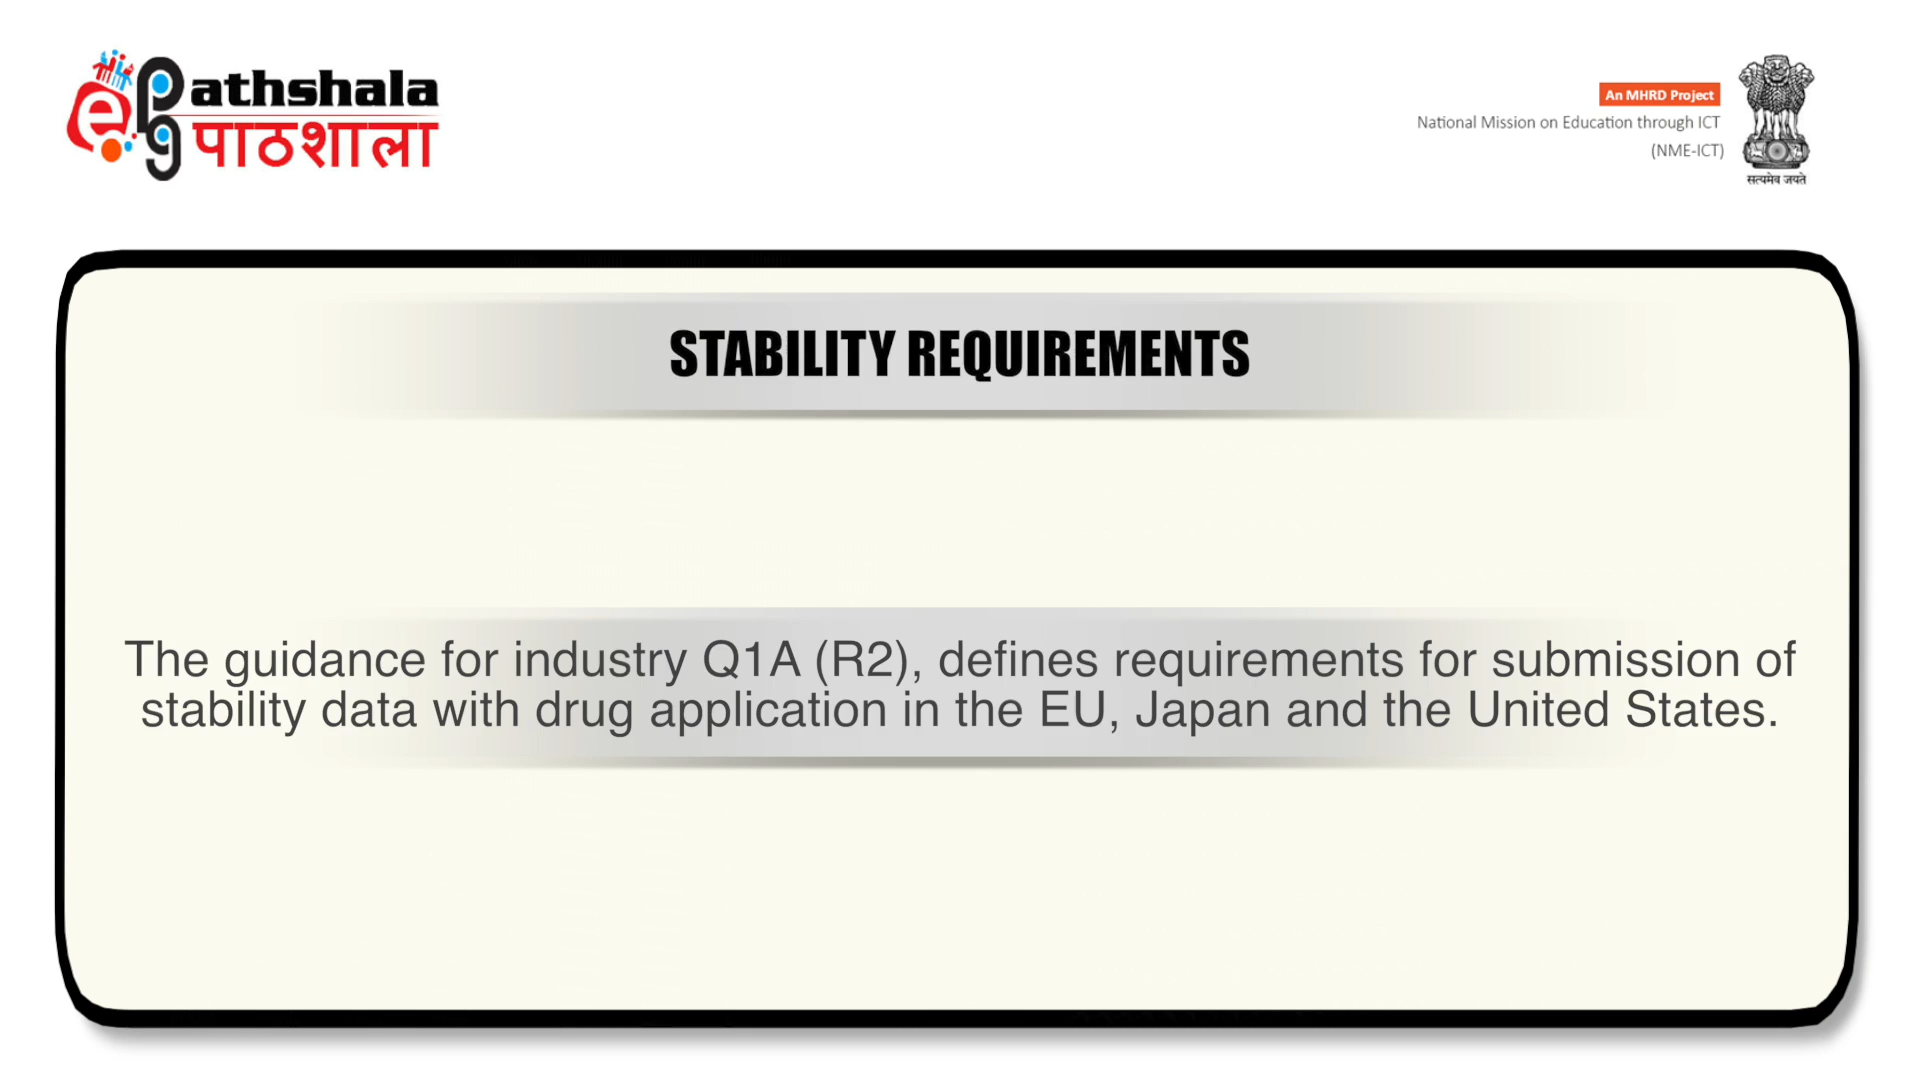 ePG Pathshala
पाठशाला
An MHRD Project
National Mission on Education through ICT
(NME-ICT)
सत्यमेव जयते
STABILITY REQUIREMENTS
The guidance for industry Q1A (R2), defines requirements for submission of
stability data with drug application in the EU, Japan and the United States.